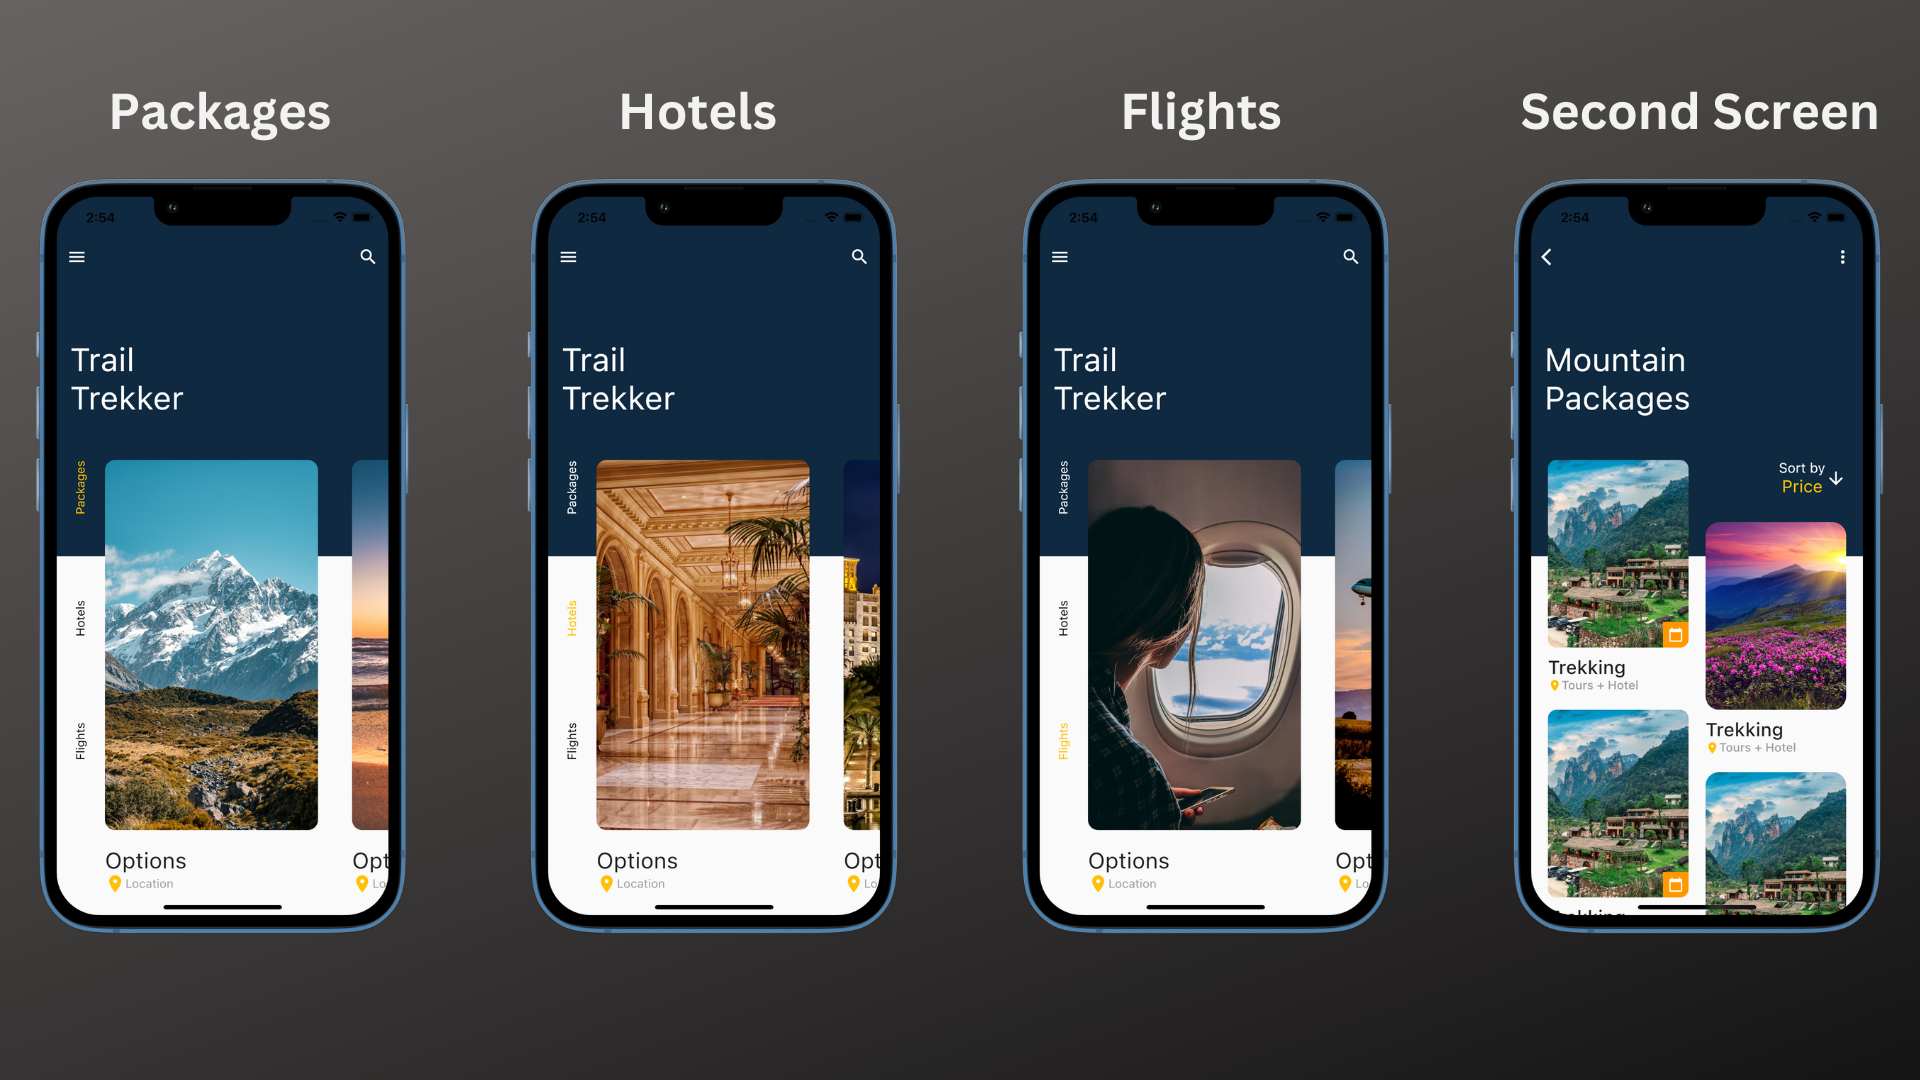 Packages
Hotels
Flights
Second Screen
2:54
Trail
Trekker
Packages
Hotels
Flights
Options
Location
Opt
Lo
2:54
Trail
Trekker
Packages
Hotels
Flights
Options
Location
Opt
Lo
2:54
Trail
Trekker
Packages
Hotels
Flights
Options
Location
Opt
Lo
2:54
Mountain
Packages
Sort by
Price
Trekking
Tours + Hotel
Trekking
Tours + Hotel
Trekking